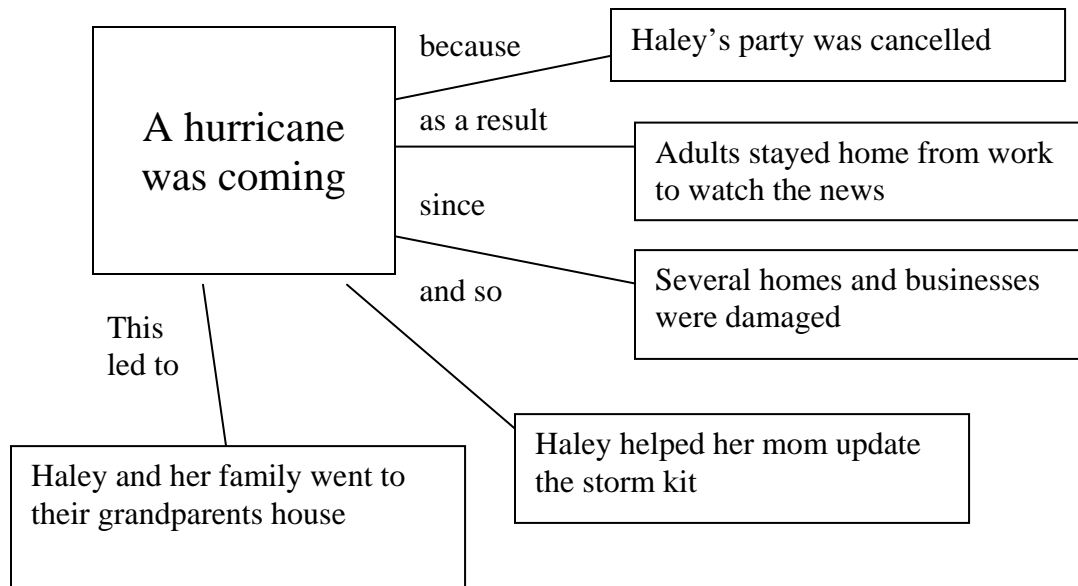 because
Haley’s party was cancelled
A hurricane
was coming
as a result
Adults stayed home from work
to watch the news
since
Several homes and businesses
were damaged
and so
This
led to
Haley helped her mom update
the storm kit
Haley and her family went to
their grandparents house